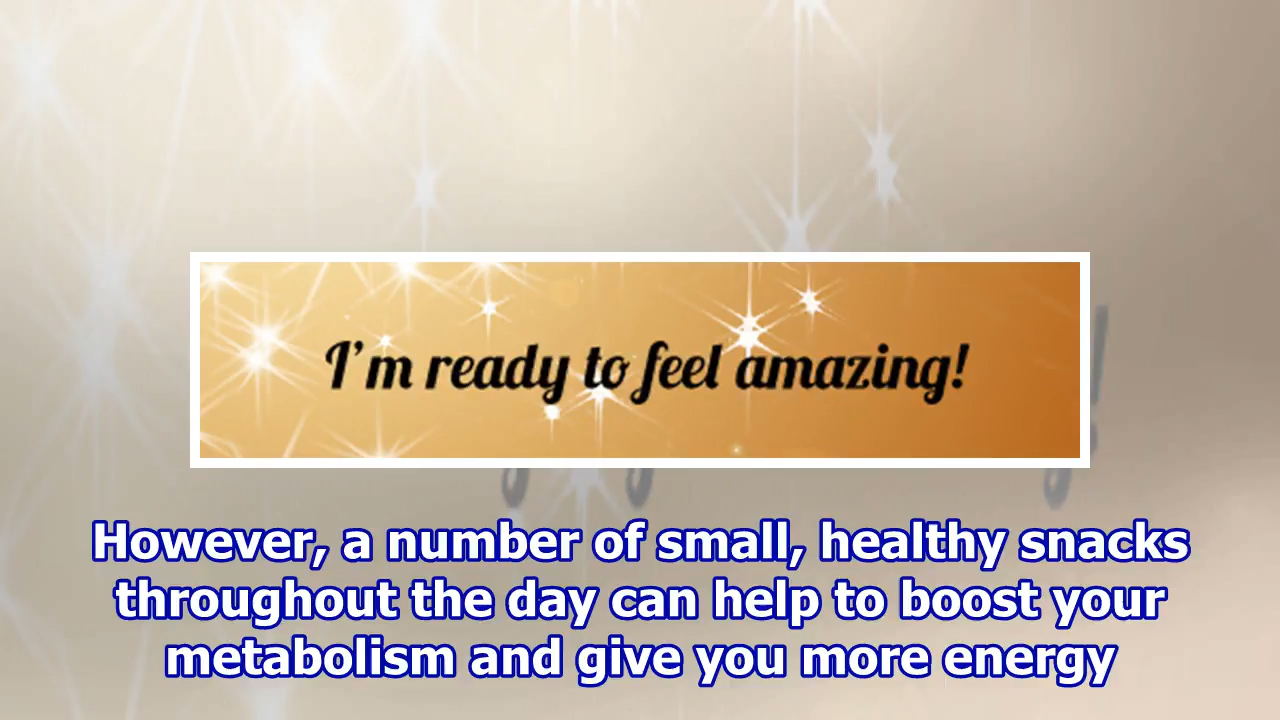 I'm ready to feel amazing!
However, a number of small, healthy snacks
throughout the day can help to boost your
metabolism and give you more energy